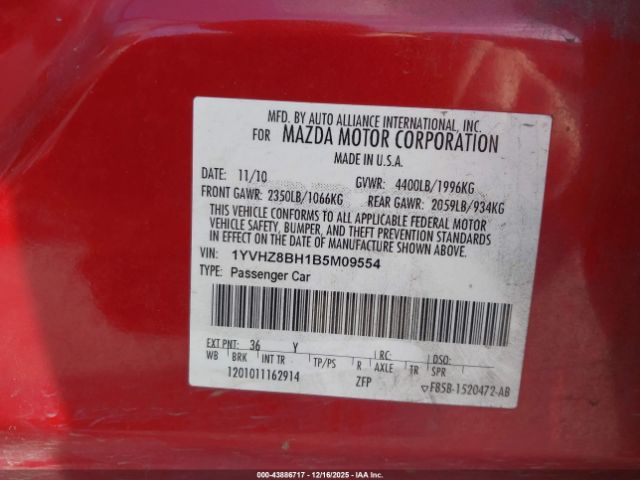 MFD. BY AUTO ALLIANCE INTERNATIONAL, INC.
FOR MAZDA MOTOR CORPORATION
MADE IN U.S.A.
DATE: 11/10 GVWR: 4400LB/1996KG
FRONT GAWR: 2350LB/1066KG REAR GAWR: 2059LB/934KG
THIS VEHICLE CONFORMS TO ALL APPLICABLE FEDERAL MOTOR
VEHICLE SAFETY, BUMPER, AND THEFT PREVENTION STANDARDS
IN EFFECT ON THE DATE OF MANUFACTURE SHOWN ABOVE.
VIN: 1YVHZ8BH1B5M09554
TYPE: Passenger Car
EXT PNT: 36 Y RC: DSO:
WB BRK INT TR TP/PS R AXLE TR SPR
1201011162914 ZFP F85B-1520472-AB
000-43886717 - 12/16/2025 - IAA Inc.